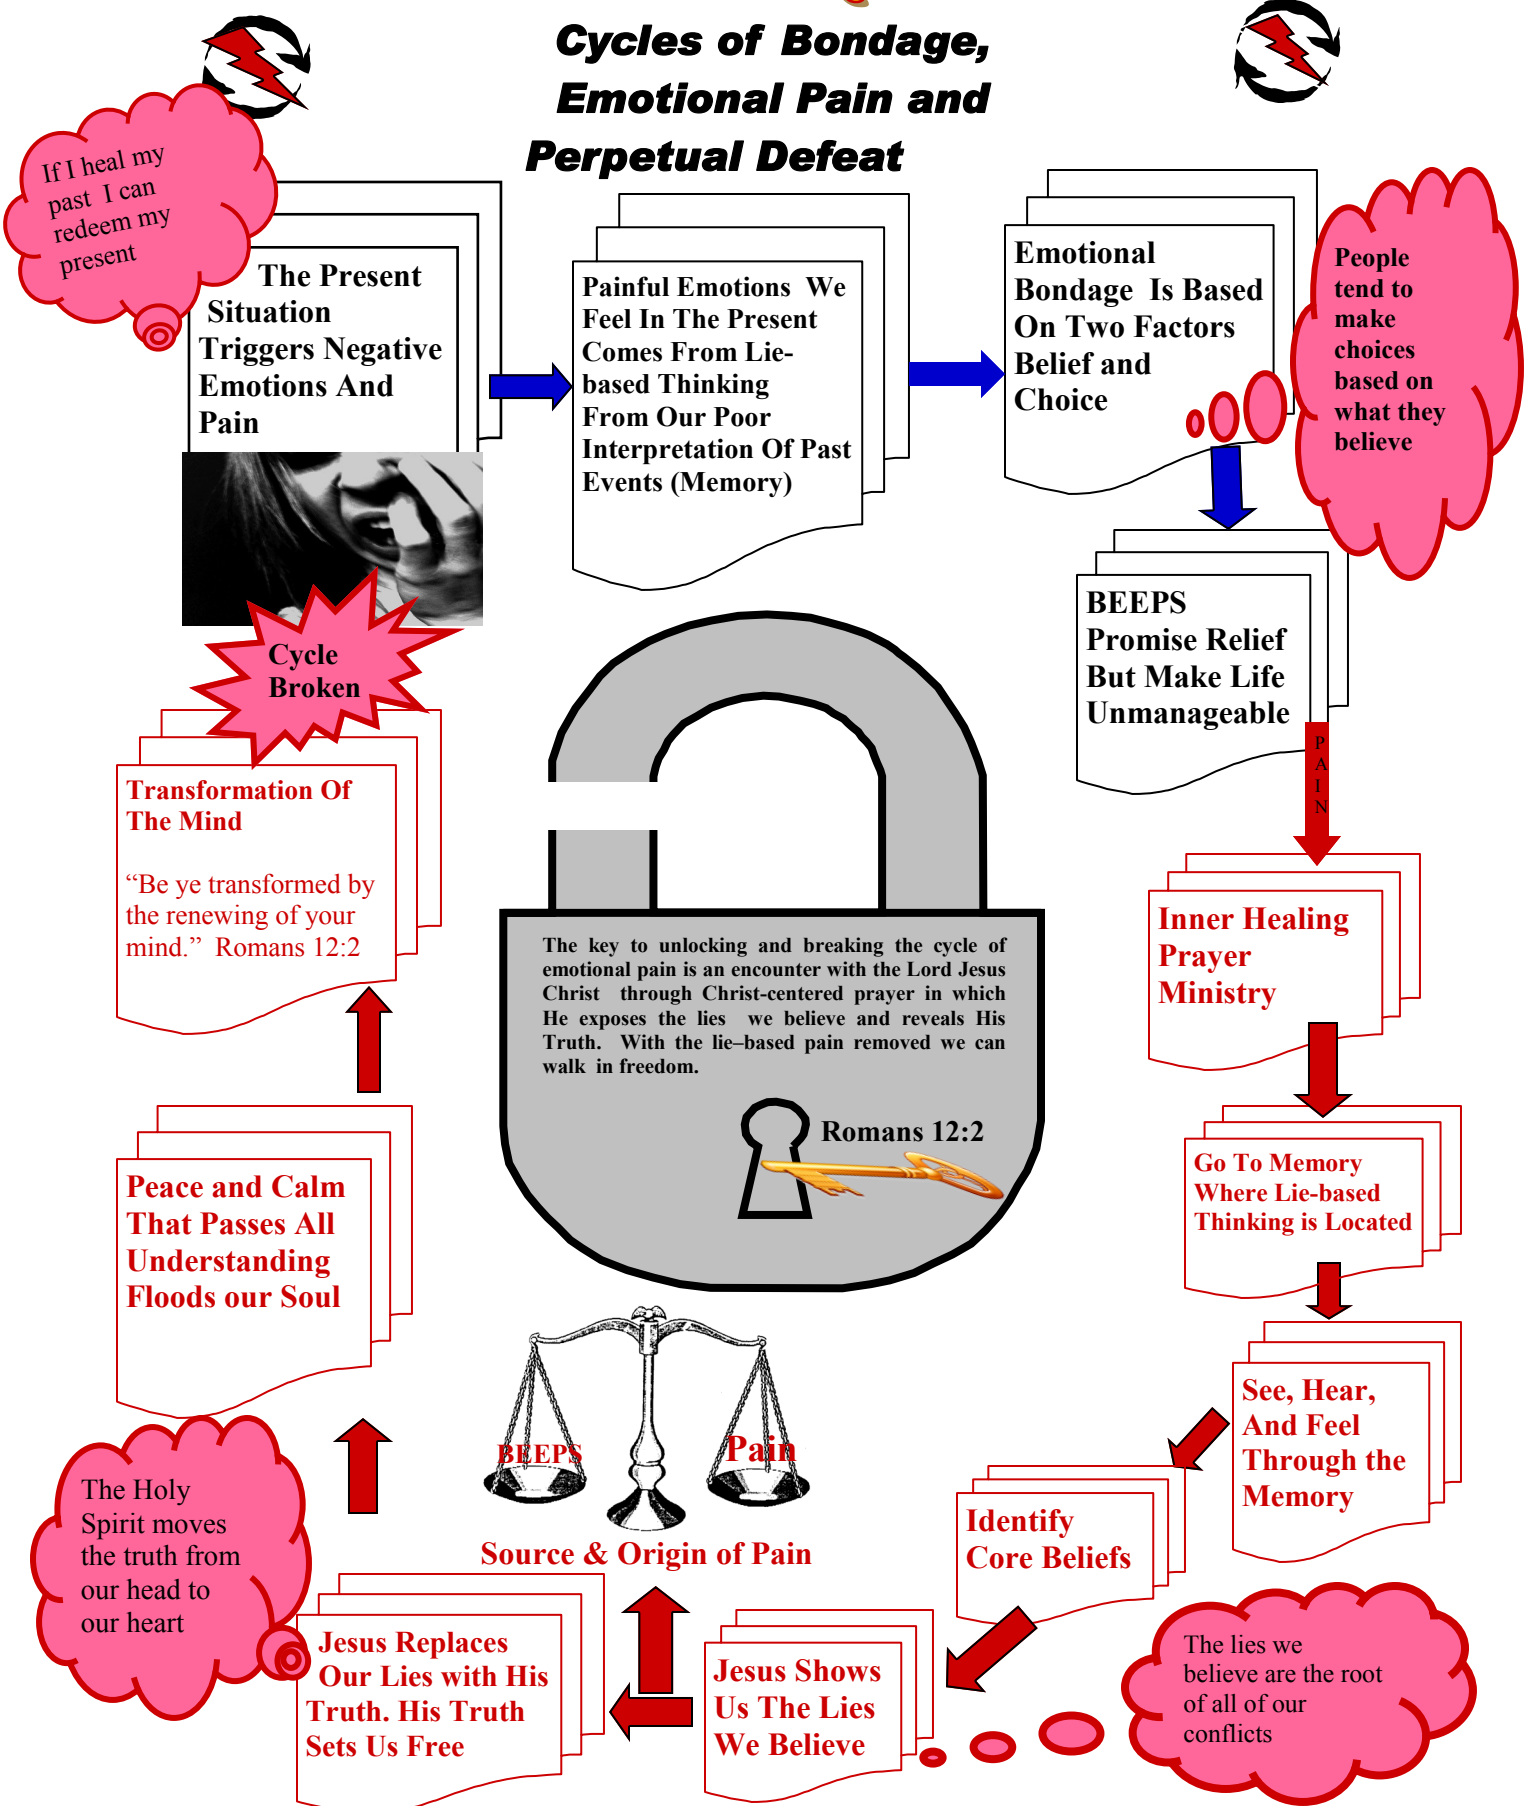 Cycles of Bondage,
Emotional Pain and
Perpetual Defeat
If I heal my
past I can
redeem my
present
The Present
Situation
Triggers Negative
Emotions And
Pain
Painful Emotions We
Feel In The Present
Comes From Lie-
based Thinking
From Our Poor
Interpretation Of Past
Events (Memory)
Emotional
Bondage Is Based
On Two Factors
Belief and
Choice
People
tend to
make
choices
based on
what they
believe
BEEPS
Promise Relief
But Make Life
Unmanageable
P
A
I
N
Inner Healing
Prayer
Ministry
Go To Memory
Where Lie-based
Thinking is Located
See, Hear,
And Feel
Through the
Memory
Identify
Core Beliefs
The lies we
believe are the root
of all of our
conflicts
Jesus Shows
Us The Lies
We Believe
BEEPS
Pain
Source & Origin of Pain
Jesus Replaces
Our Lies with His
Truth. His Truth
Sets Us Free
The Holy
Spirit moves
the truth from
our head to
our heart
Peace and Calm
That Passes All
Understanding
Floods our Soul
Transformation Of
The Mind
“Be ye transformed by
the renewing of your
mind.” Romans 12:2
Cycle
Broken
The key to unlocking and breaking the cycle of
emotional pain is an encounter with the Lord Jesus
Christ through Christ-centered prayer in which
He exposes the lies we believe and reveals His
Truth. With the lie–based pain removed we can
walk in freedom.
Romans 12:2